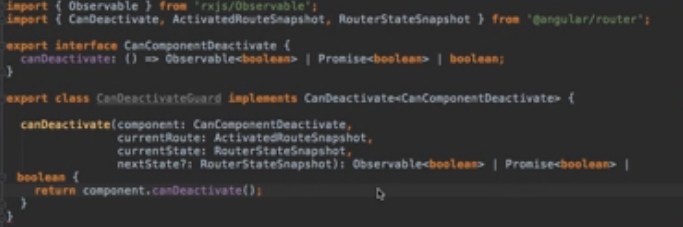 import { Observable } from 'rxjs/Observable';
import { CanDeactivate, ActivatedRouteSnapshot, RouterStateSnapshot } from '@angular/router';
export interface CanComponentDeactivate {
canDeactivate: () => Observable<boolean> | Promise<boolean> | boolean;
}
export class CanDeactivateGuard implements CanDeactivate<CanComponentDeactivate> {
canDeactivate(component: CanComponentDeactivate,
currentRoute: ActivatedRouteSnapshot,
currentState: RouterStateSnapshot,
nextState?: RouterStateSnapshot): Observable<boolean> | Promise<boolean> |
boolean {
return component.canDeactivate();
}
}